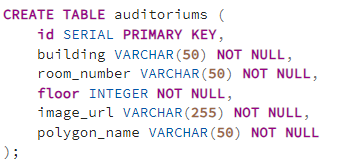 CREATE TABLE auditoriums (
    id SERIAL PRIMARY KEY,
    building VARCHAR(50) NOT NULL,
    room_number VARCHAR(50) NOT NULL,
    floor INTEGER NOT NULL,
    image_url VARCHAR(255) NOT NULL,
    polygon_name VARCHAR(50) NOT NULL
);